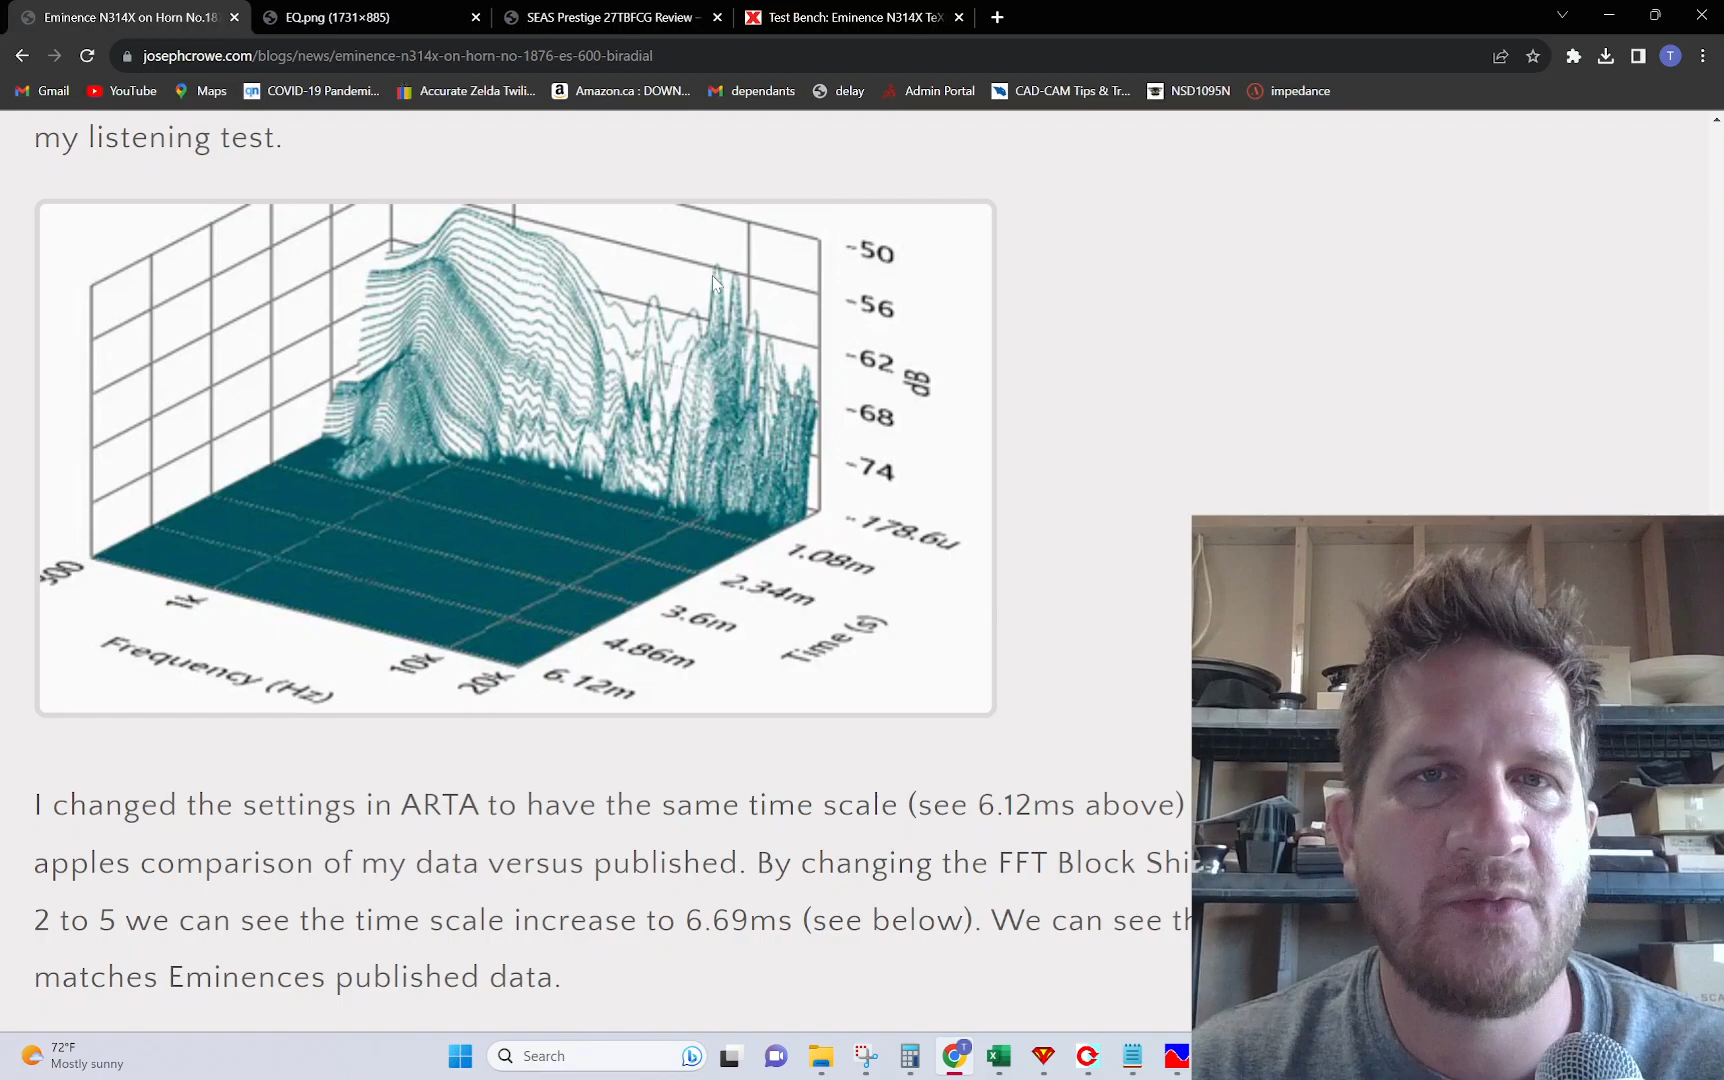 Eminence N314X on Horn No.18
EQ.png (1731×885)
SEAS Prestige 27TBFCG Review –
Test Bench: Eminence N314X TeX
josephcrowe.com/blogs/news/eminence-n314x-on-horn-no-1876-es-600-biradial
T
Gmail
YouTube
Maps
qn
COVID-19 Pandemi...
Accurate Zelda Twili...
Amazon.ca : DOWN...
dependants
delay
Admin Portal
CAD-CAM Tips & Tr...
NSD1095N
impedance
my listening test.
-50
-56
-62
dB
-68
-74
-178.6u
1.08m
2.34m
3.6m
4.86m
6.12m
Time (s)
300
1k
10k
20k
Frequency (Hz)
I changed the settings in ARTA to have the same time scale (see 6.12ms above)
apples comparison of my data versus published. By changing the FFT Block Shi
2 to 5 we can see the time scale increase to 6.69ms (see below). We can see th
matches Eminences published data.
72°F
Mostly sunny
Search
T